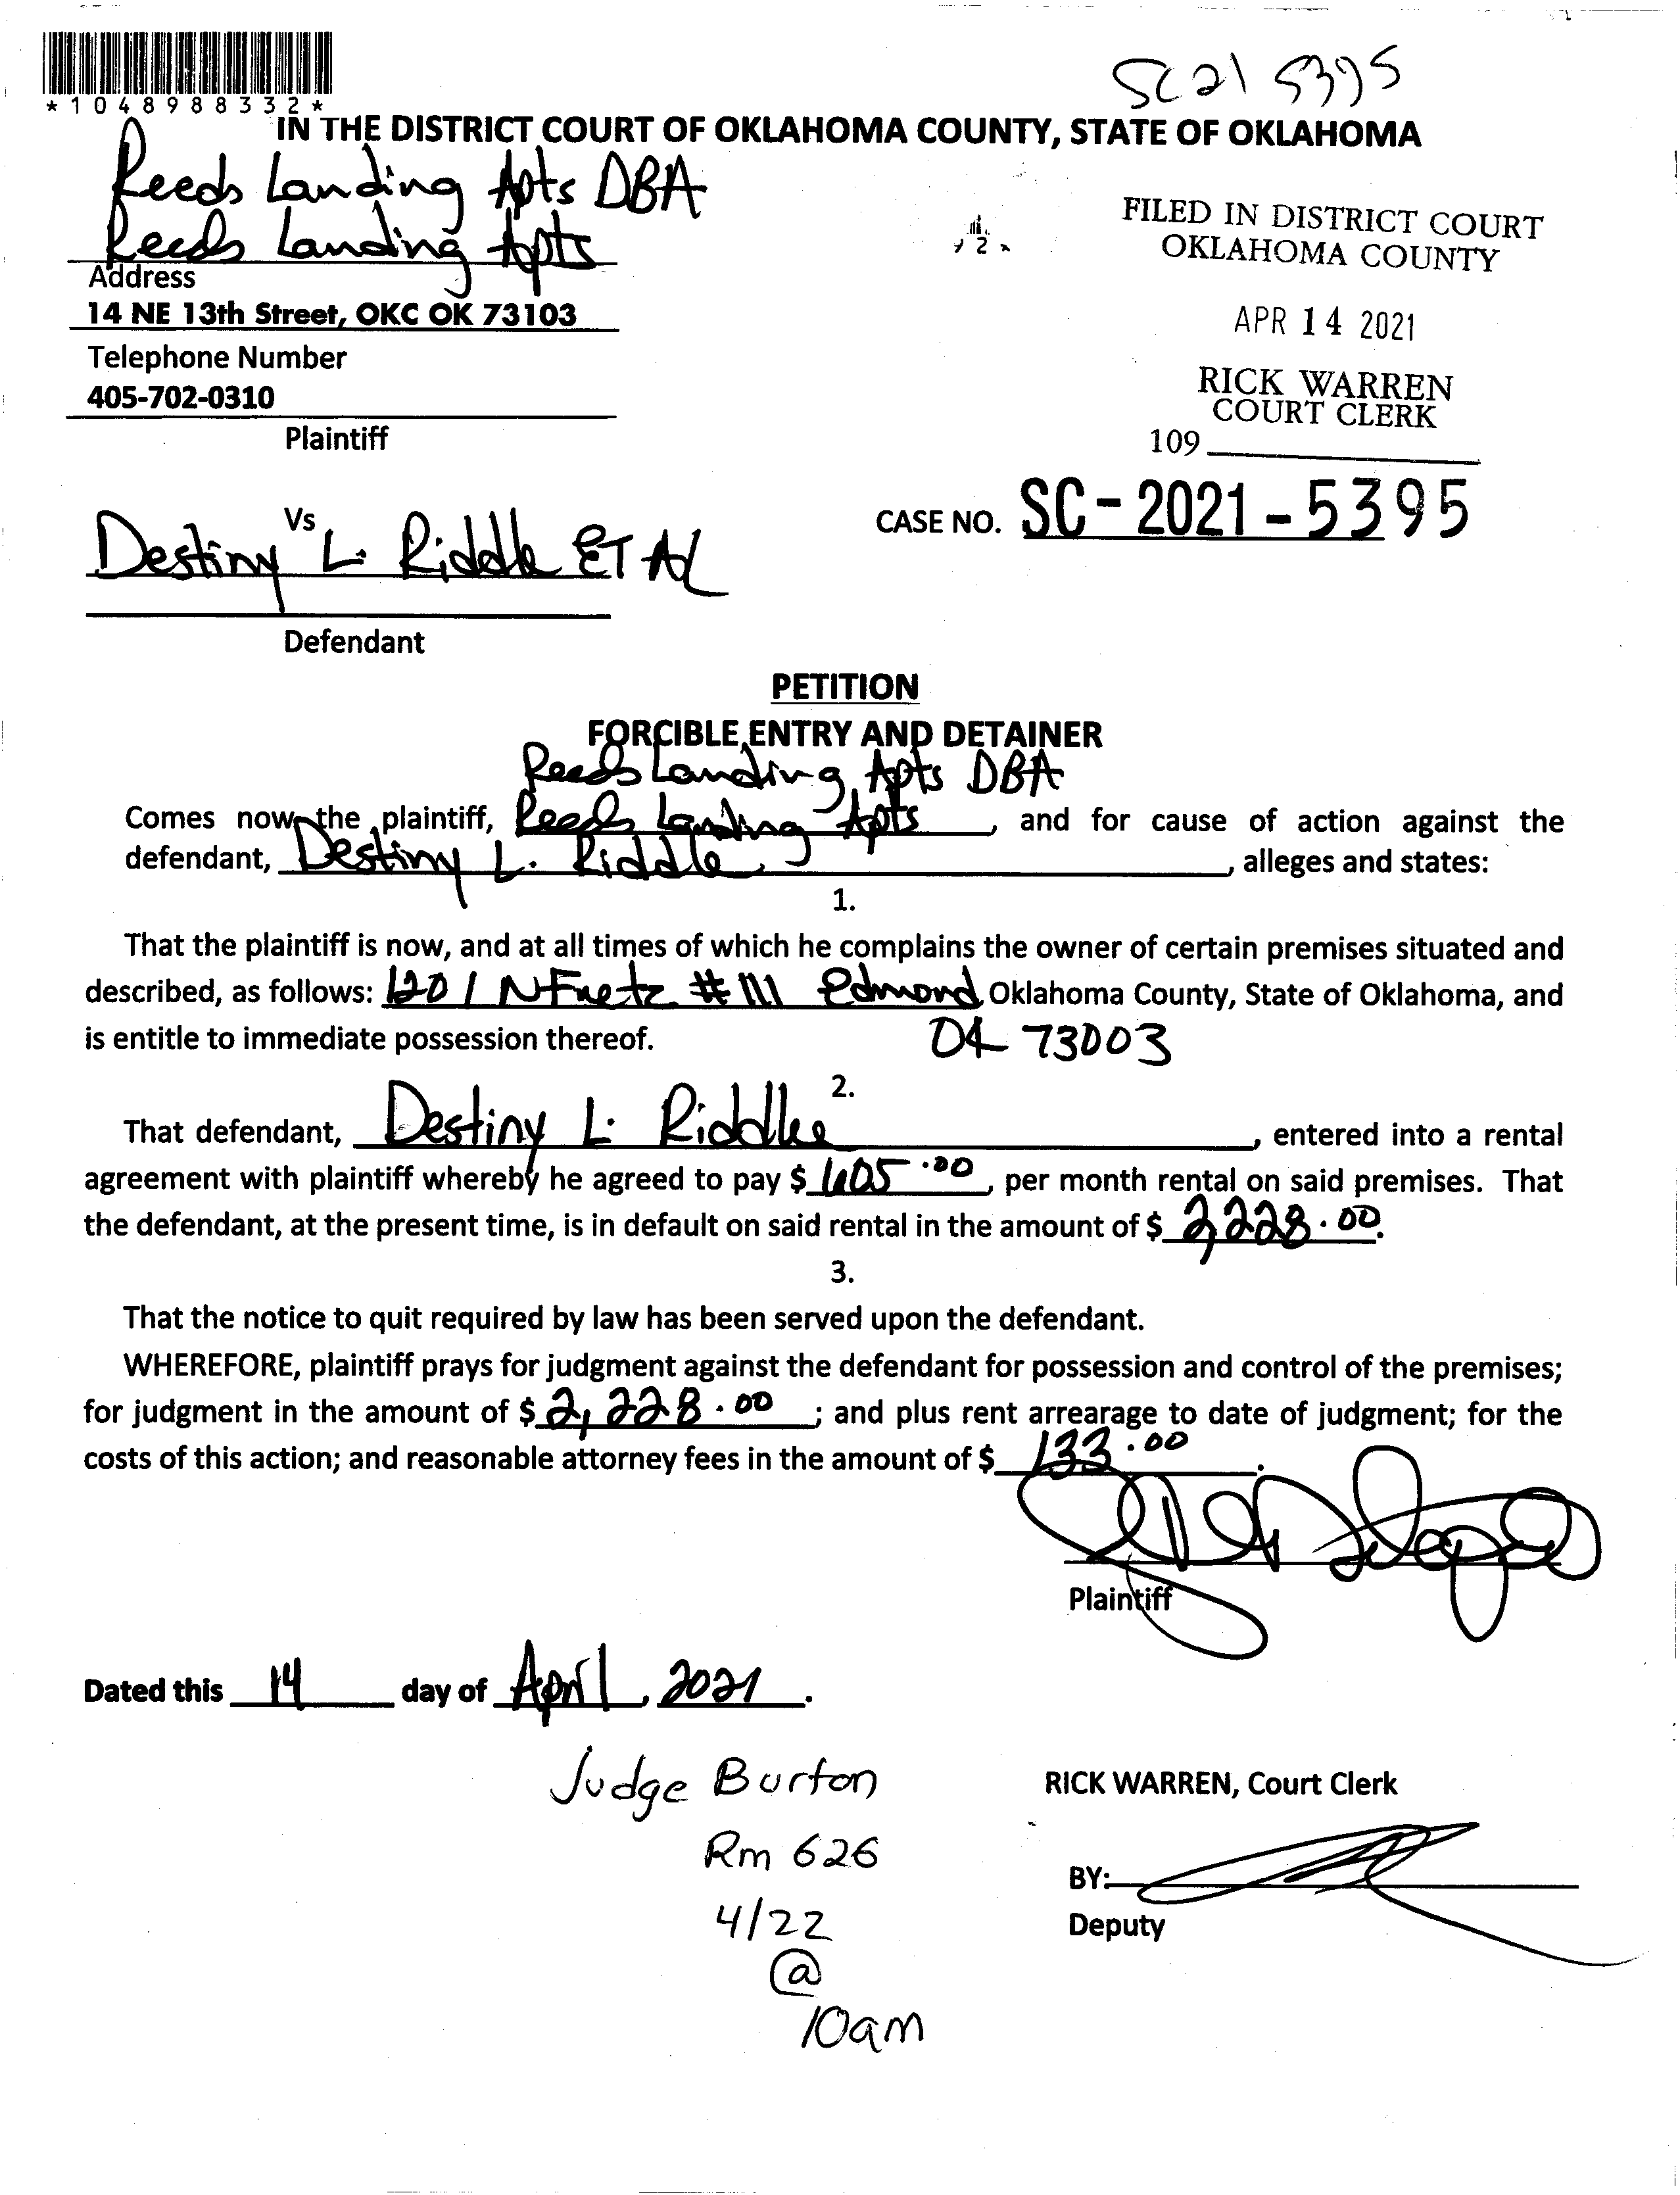 SC21 5395
*1048988332*
IN THE DISTRICT COURT OF OKLAHOMA COUNTY, STATE OF OKLAHOMA
Reeds Landing Apts DBA
Reeds Landing Apts
Address
14 NE 13th Street, OKC OK 73103
Telephone Number
405-702-0310
Plaintiff
FILED IN DISTRICT COURT
OKLAHOMA COUNTY
APR 14 2021
RICK WARREN
COURT CLERK
109
Vs
Destiny L. Riddle ET AL
Defendant
CASE NO. SC-2021-5395
PETITION
FORCIBLE ENTRY AND DETAINER
Reeds Landing Apts DBA
Comes now the plaintiff, Reeds Landing Apts, and for cause of action against the
defendant, Destiny L. Riddle, alleges and states:
1.
That the plaintiff is now, and at all times of which he complains the owner of certain premises situated and
described, as follows: 1201 N Fretz #111 Edmond Oklahoma County, State of Oklahoma, and
is entitle to immediate possession thereof. OK 73003
2.
That defendant, Destiny L. Riddle, entered into a rental
agreement with plaintiff whereby he agreed to pay $ 605.00, per month rental on said premises. That
the defendant, at the present time, is in default on said rental in the amount of $ 2,228.00.
3.
That the notice to quit required by law has been served upon the defendant.
WHEREFORE, plaintiff prays for judgment against the defendant for possession and control of the premises;
for judgment in the amount of $ 2,228.00; and plus rent arrearage to date of judgment; for the
costs of this action; and reasonable attorney fees in the amount of $ 133.00.
Plaintiff
Dated this 14 day of April, 2021.
Judge Burton
Rm 626
4/22
@
10am
RICK WARREN, Court Clerk
BY:
Deputy